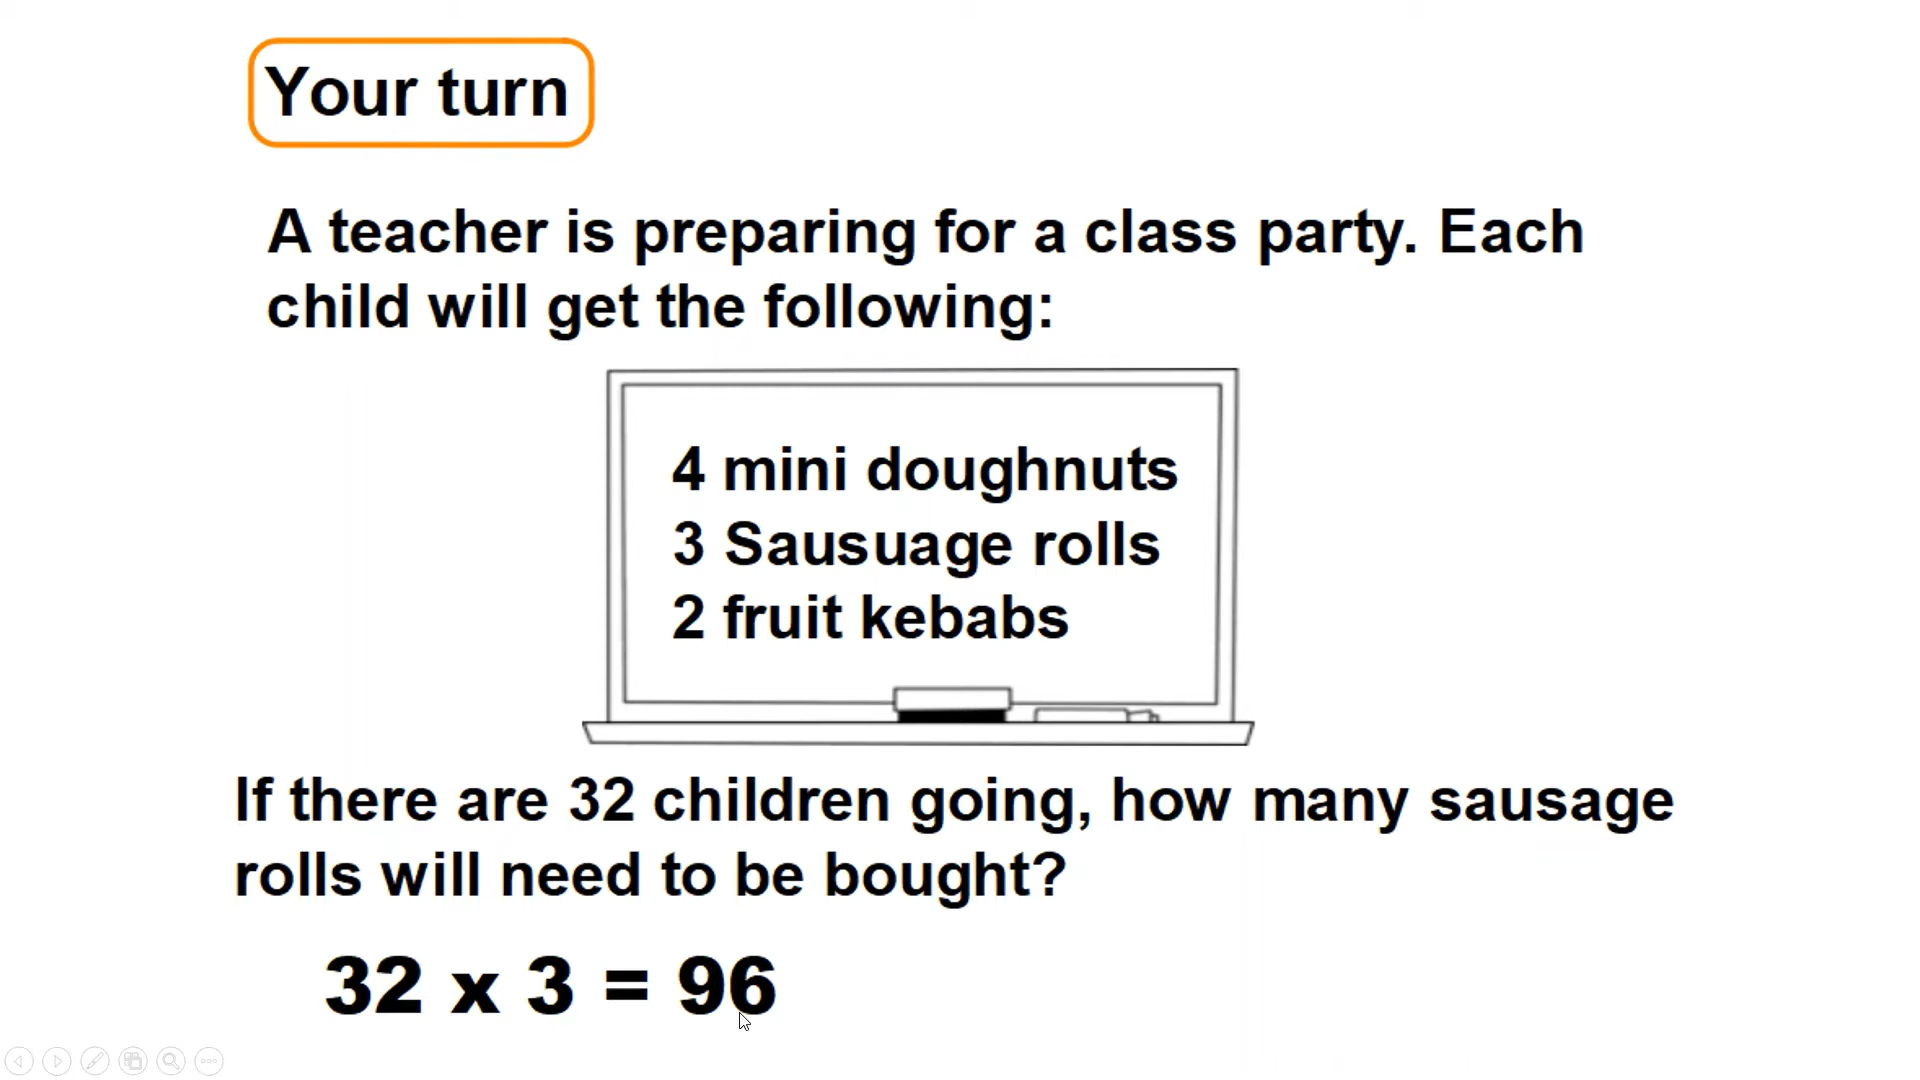 Your turn
A teacher is preparing for a class party. Each
child will get the following:
4 mini doughnuts
3 Sausuage rolls
2 fruit kebabs
If there are 32 children going, how many sausage
rolls will need to be bought?
32 x 3 = 96